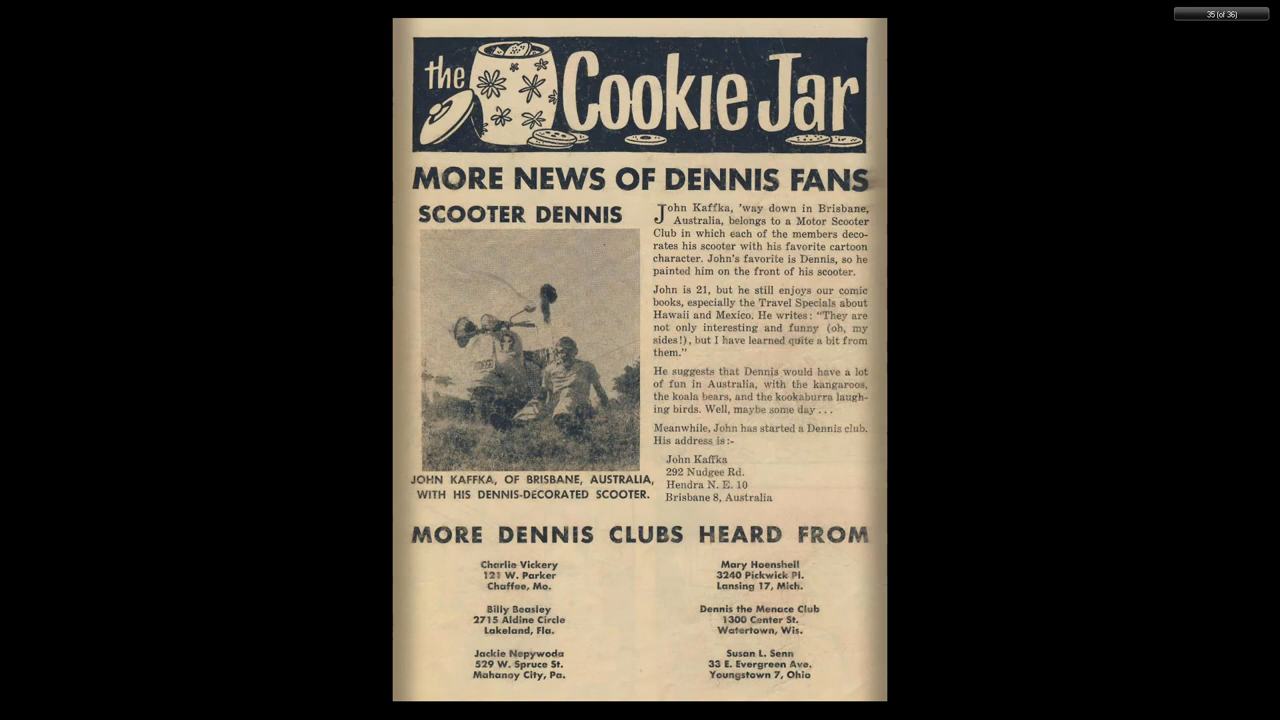 35 (of 36)
the Cookie Jar
MORE NEWS OF DENNIS FANS
SCOOTER DENNIS
JOHN KAFFKA, OF BRISBANE, AUSTRALIA,
WITH HIS DENNIS-DECORATED SCOOTER.
John Kaffka, 'way down in Brisbane,
Australia, belongs to a Motor Scooter
Club in which each of the members deco-
rates his scooter with his favorite cartoon
character. John's favorite is Dennis, so he
painted him on the front of his scooter.
John is 21, but he still enjoys our comic
books, especially the Travel Specials about
Hawaii and Mexico. He writes: "They are
not only interesting and funny (oh, my
sides!), but I have learned quite a bit from
them."
He suggests that Dennis would have a lot
of fun in Australia, with the kangaroos,
the koala bears, and the kookaburra laugh-
ing birds. Well, maybe some day . . .
Meanwhile, John has started a Dennis club.
His address is:-
John Kaffka
292 Nudgee Rd.
Hendra N. E. 10
Brisbane 8, Australia
MORE DENNIS CLUBS HEARD FROM
Charlie Vickery
121 W. Parker
Chaffee, Mo.
Billy Beasley
2715 Aldine Circle
Lakeland, Fla.
Jackie Nepywoda
529 W. Spruce St.
Mahanoy City, Pa.
Mary Hoenshell
3240 Pickwick Pl.
Lansing 17, Mich.
Dennis the Menace Club
1300 Center St.
Watertown, Wis.
Susan L. Senn
33 E. Evergreen Ave.
Youngstown 7, Ohio